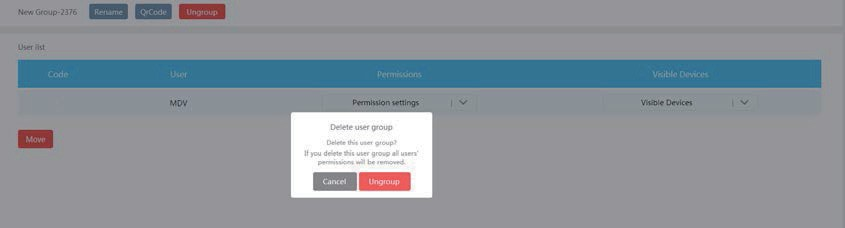 New Group-2376 Rename QrCode Ungroup
User list
Code User Permissions Visible Devices
MDV Permission settings Visible Devices
Move
Delete user group
Delete this user group?
If you delete this user group all users'
permissions will be removed.
Cancel Ungroup